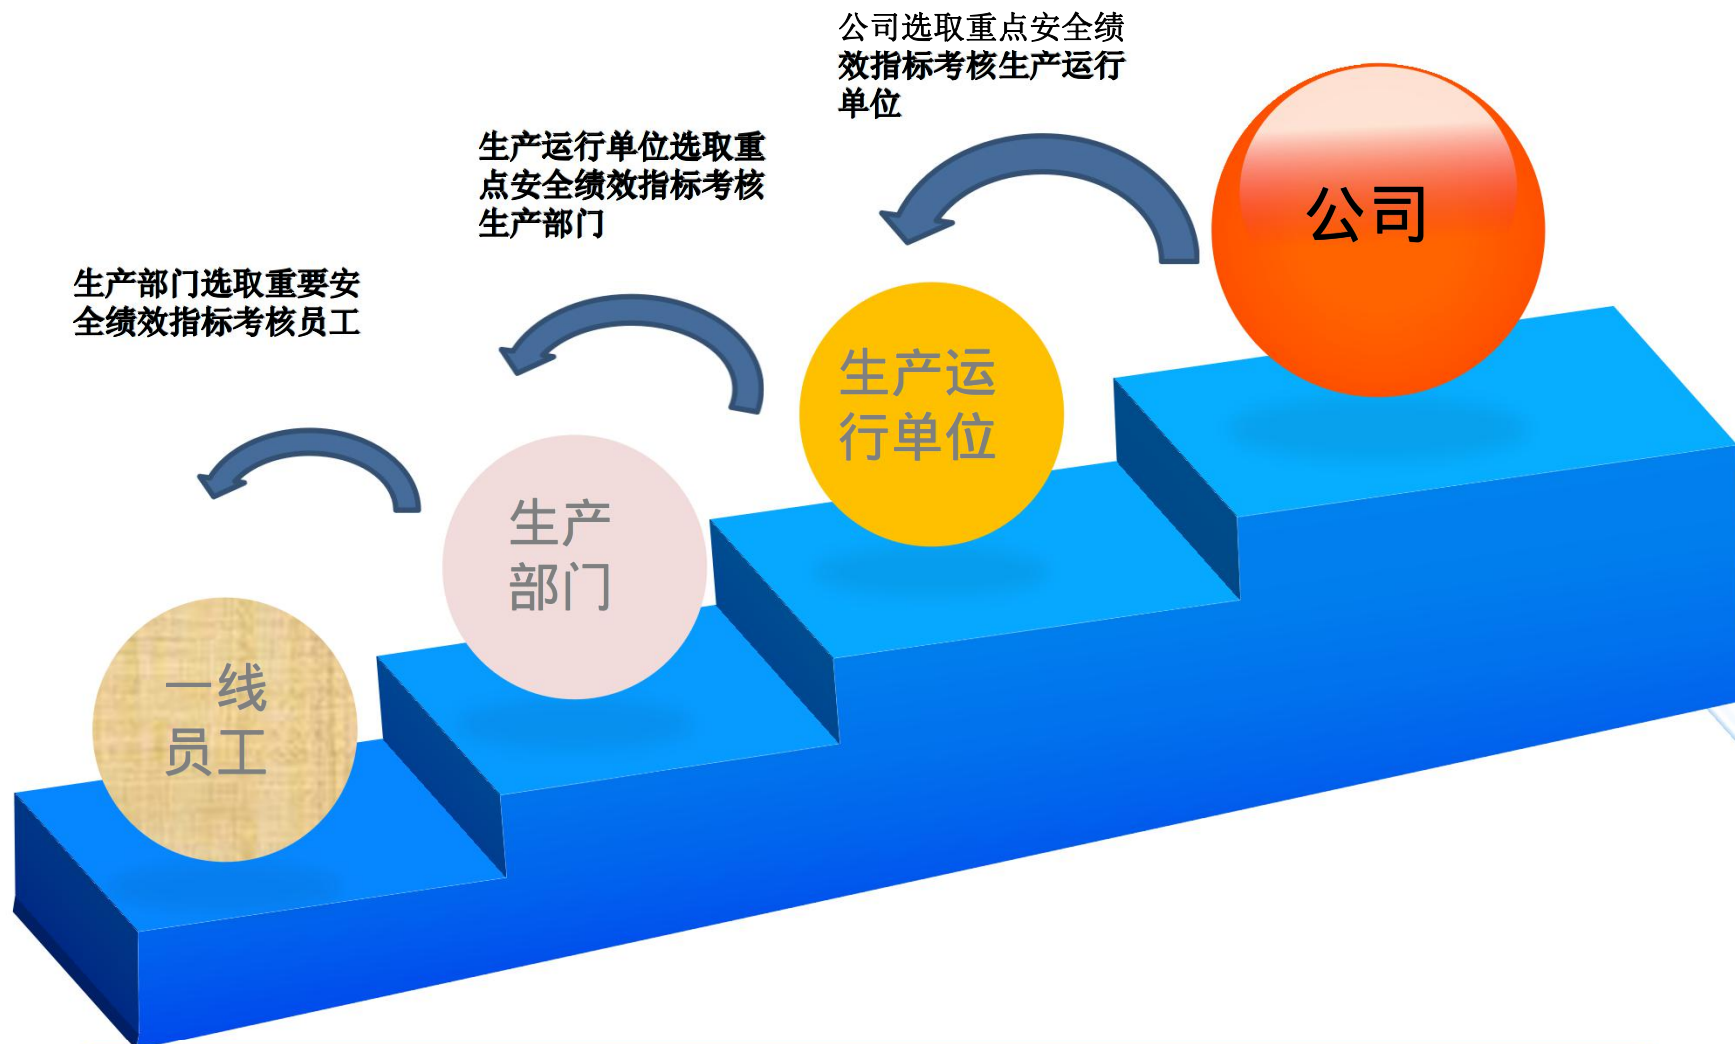 公司选取重点安全绩
效指标考核生产运行
单位
生产运行单位选取重
点安全绩效指标考核
生产部门
生产部门选取重要安
全绩效指标考核员工
公司
生产运
行单位
生产
部门
一线
员工